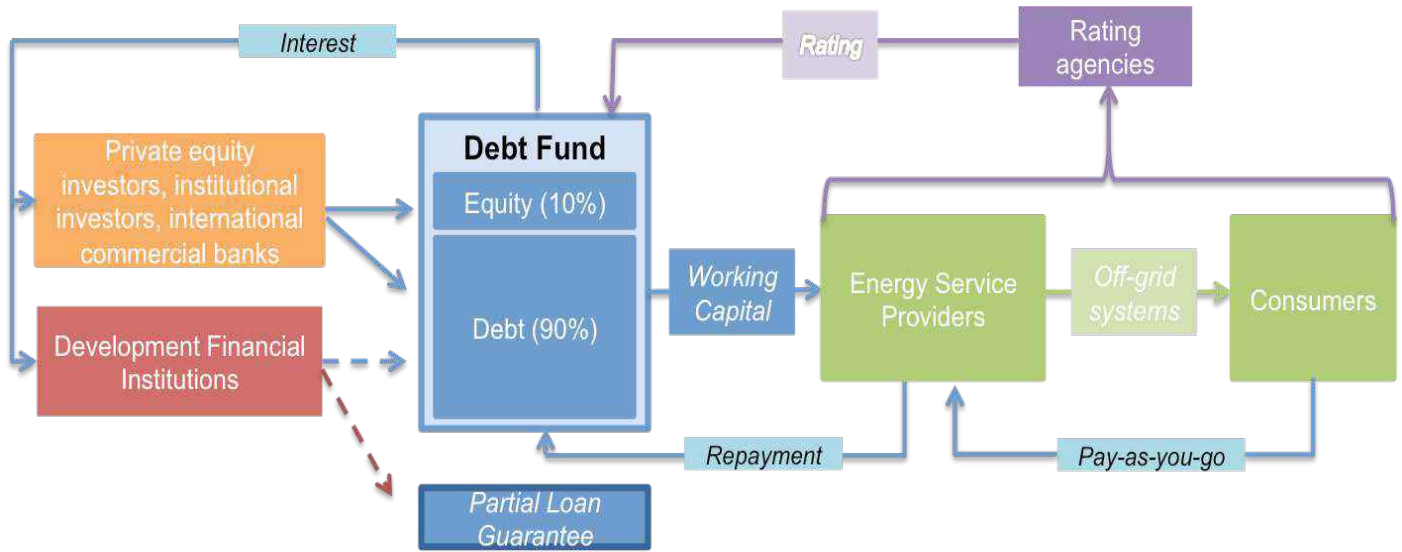 Interest
Rating
Rating
agencies
Private equity
investors, institutional
investors, international
commercial banks
Debt Fund
Equity (10%)
Debt (90%)
Working
Capital
Energy Service
Providers
Off-grid
systems
Consumers
Development Financial
Institutions
Repayment
Pay-as-you-go
Partial Loan
Guarantee